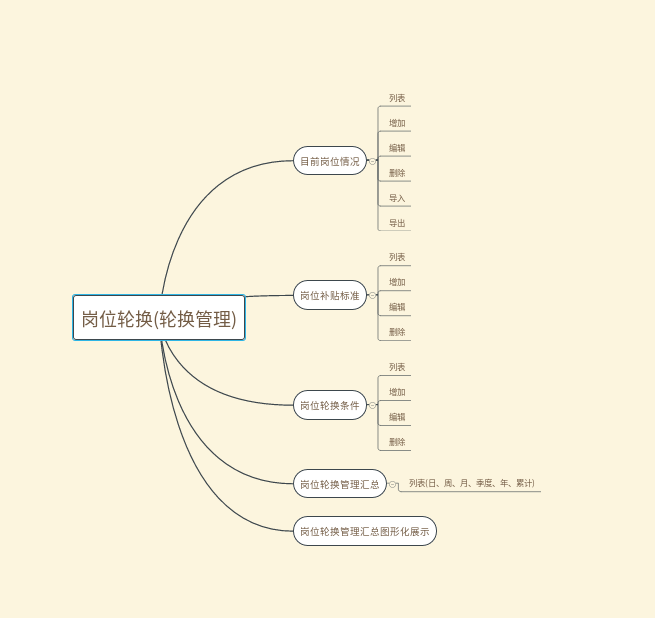 岗位轮换(轮换管理)
目前岗位情况
列表
增加
编辑
删除
导入
导出
岗位补贴标准
列表
增加
编辑
删除
岗位轮换条件
列表
增加
编辑
删除
岗位轮换管理汇总
列表(日、周、月、季度、年、累计)
岗位轮换管理汇总图形化展示